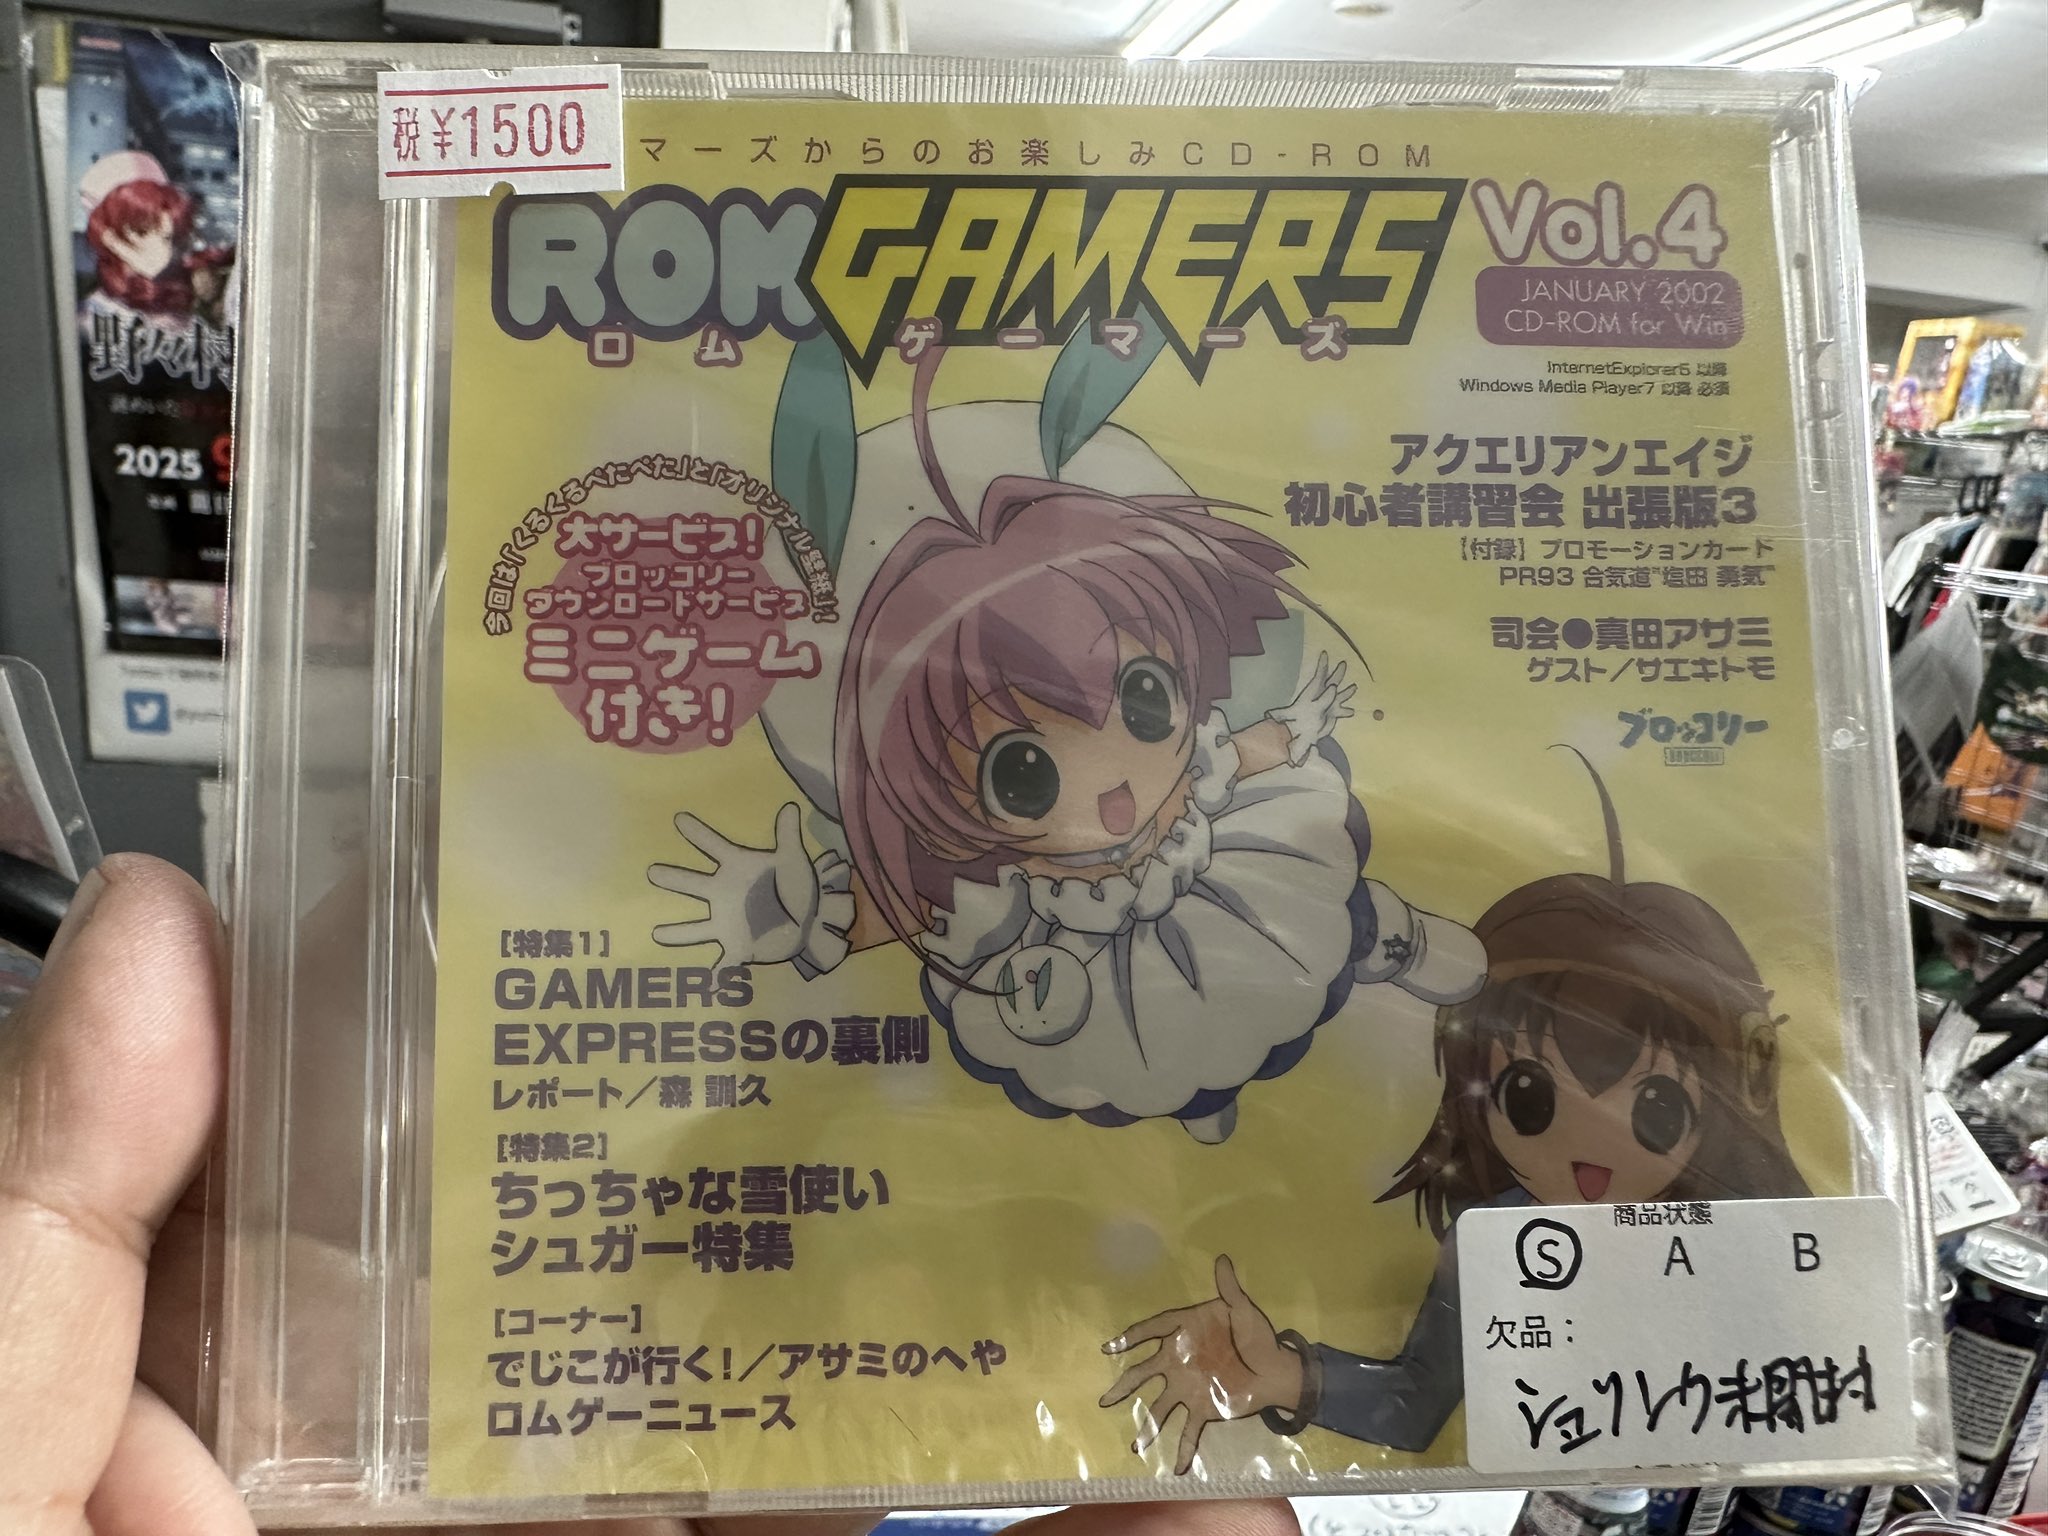 税¥1500
マーズからのお楽しみCD-ROM
ROM GAMERS
ロムゲーマーズ
Vol.4
JANUARY 2002
CD-ROM for Win
InternetExplorer5 以降
Windows Media Player7 以降 必須
アクエリアンエイジ
初心者講習会 出張版3
【付録】プロモーションカード
PR93 合気道"塩田 勇気"
司会●真田アサミ
ゲスト/サエキトモ
ブロッコリー
BROCCOLI
今回は「くるくるぺたぺた」と「オリジナル壁紙」!
大サービス!
ブロッコリー
ダウンロードサービス
ミニゲーム
付き!
[特集1]
GAMERS
EXPRESSの裏側
レポート/森 訓久
[特集2]
ちっちゃな雪使い
シュガー特集
[コーナー]
でじこが行く!/アサミのへや
ロムゲーニュース
商品状態
S A B
欠品:
シュリンク未開封
野々村
2025